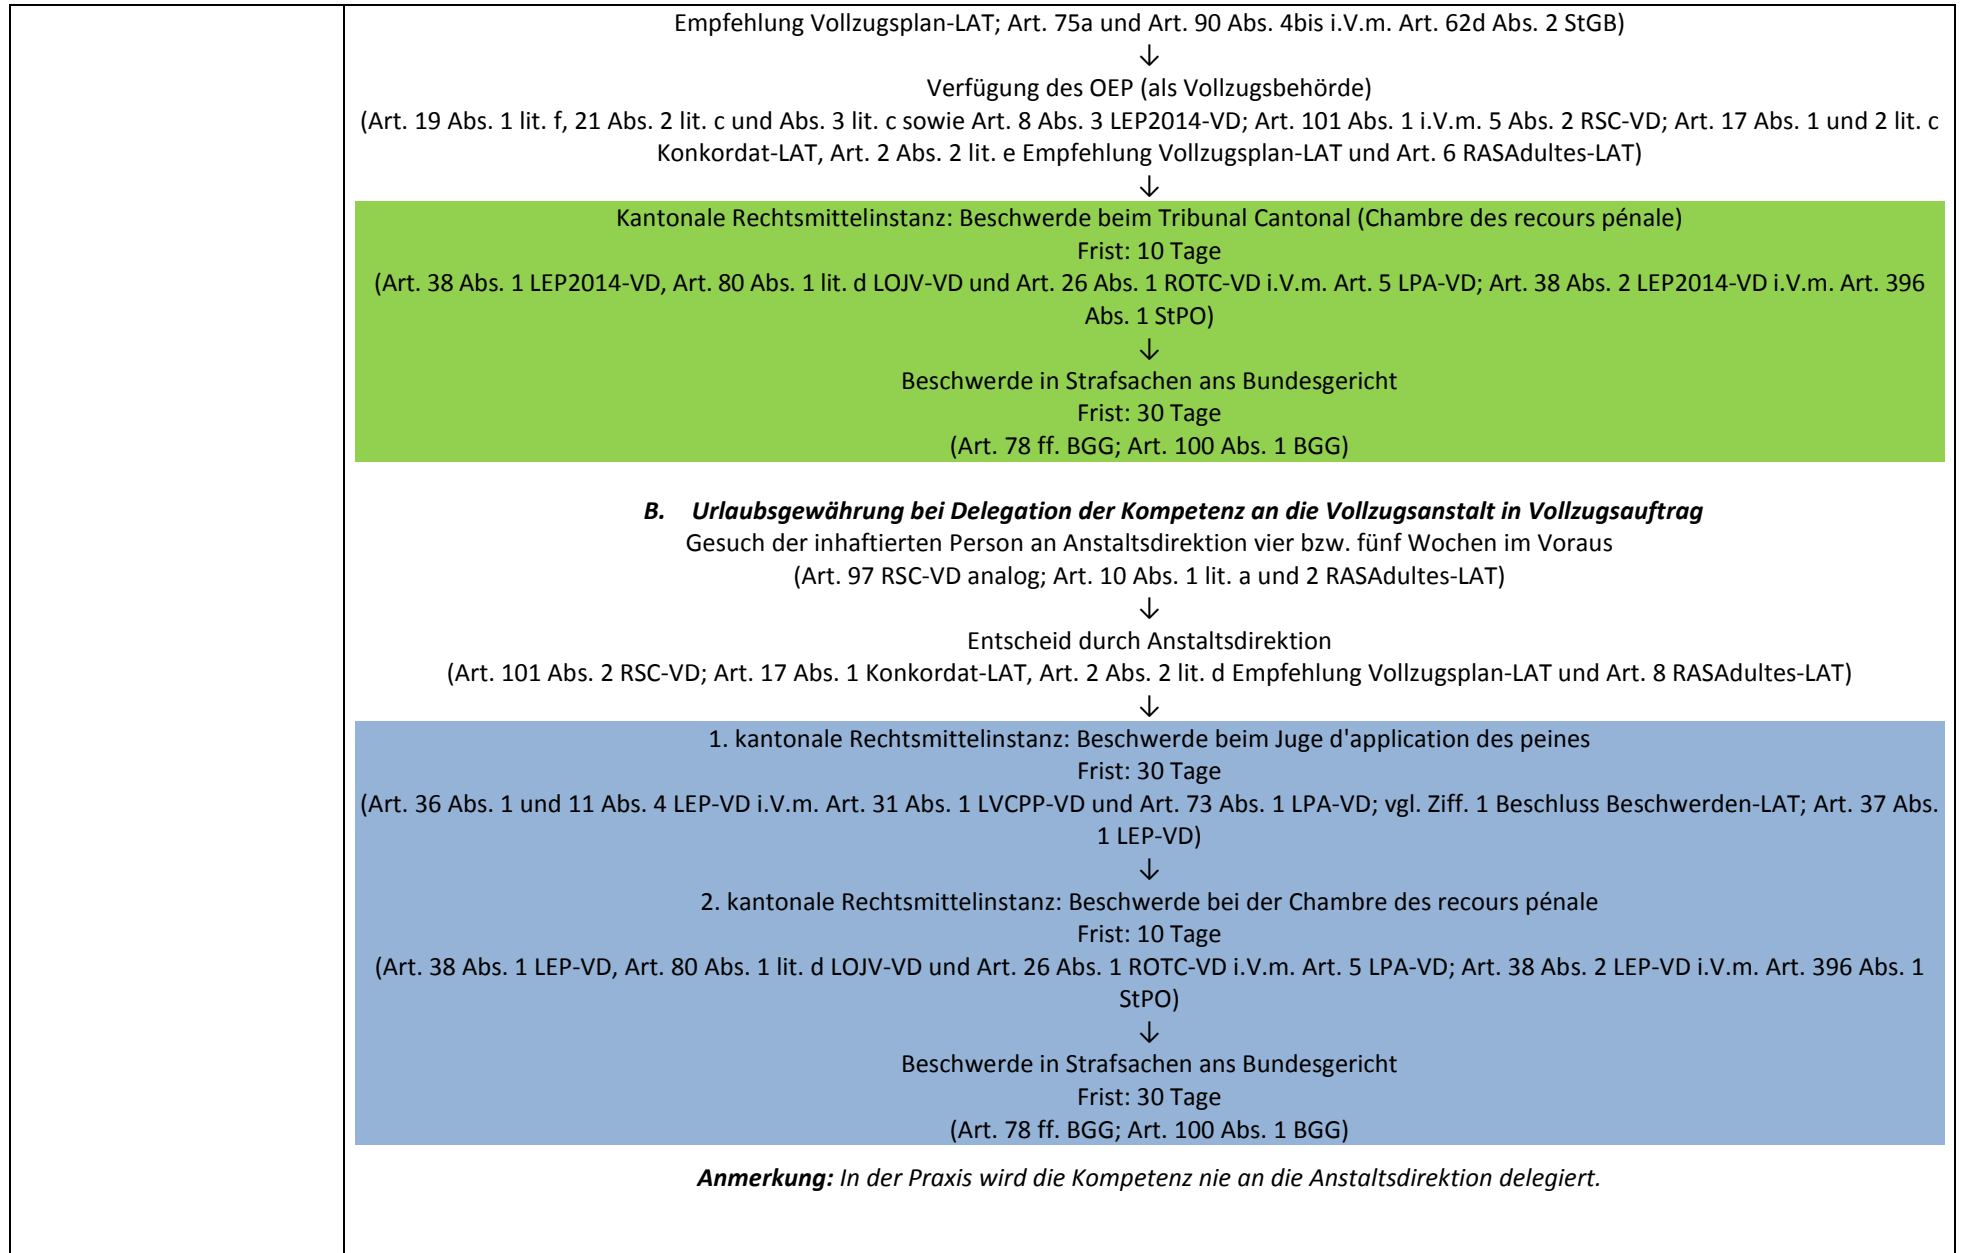 Empfehlung Vollzugsplan-LAT; Art. 75a und Art. 90 Abs. 4bis i.V.m. Art. 62d Abs. 2 StGB)
↓
Verfügung des OEP (als Vollzugsbehörde)
(Art. 19 Abs. 1 lit. f, 21 Abs. 2 lit. c und Abs. 3 lit. c sowie Art. 8 Abs. 3 LEP2014-VD; Art. 101 Abs. 1 i.V.m. 5 Abs. 2 RSC-VD; Art. 17 Abs. 1 und 2 lit. c
Konkordat-LAT, Art. 2 Abs. 2 lit. e Empfehlung Vollzugsplan-LAT und Art. 6 RASAdultes-LAT)
↓
Kantonale Rechtsmittelinstanz: Beschwerde beim Tribunal Cantonal (Chambre des recours pénale)
Frist: 10 Tage
(Art. 38 Abs. 1 LEP2014-VD, Art. 80 Abs. 1 lit. d LOJV-VD und Art. 26 Abs. 1 ROTC-VD i.V.m. Art. 5 LPA-VD; Art. 38 Abs. 2 LEP2014-VD i.V.m. Art. 396
Abs. 1 StPO)
↓
Beschwerde in Strafsachen ans Bundesgericht
Frist: 30 Tage
(Art. 78 ff. BGG; Art. 100 Abs. 1 BGG)
B. Urlaubsgewährung bei Delegation der Kompetenz an die Vollzugsanstalt in Vollzugsauftrag
Gesuch der inhaftierten Person an Anstaltsdirektion vier bzw. fünf Wochen im Voraus
(Art. 97 RSC-VD analog; Art. 10 Abs. 1 lit. a und 2 RASAdultes-LAT)
↓
Entscheid durch Anstaltsdirektion
(Art. 101 Abs. 2 RSC-VD; Art. 17 Abs. 1 Konkordat-LAT, Art. 2 Abs. 2 lit. d Empfehlung Vollzugsplan-LAT und Art. 8 RASAdultes-LAT)
↓
1. kantonale Rechtsmittelinstanz: Beschwerde beim Juge d'application des peines
Frist: 30 Tage
(Art. 36 Abs. 1 und 11 Abs. 4 LEP-VD i.V.m. Art. 31 Abs. 1 LVCPP-VD und Art. 73 Abs. 1 LPA-VD; vgl. Ziff. 1 Beschluss Beschwerden-LAT; Art. 37 Abs.
1 LEP-VD)
↓
2. kantonale Rechtsmittelinstanz: Beschwerde bei der Chambre des recours pénale
Frist: 10 Tage
(Art. 38 Abs. 1 LEP-VD, Art. 80 Abs. 1 lit. d LOJV-VD und Art. 26 Abs. 1 ROTC-VD i.V.m. Art. 5 LPA-VD; Art. 38 Abs. 2 LEP-VD i.V.m. Art. 396 Abs. 1
StPO)
↓
Beschwerde in Strafsachen ans Bundesgericht
Frist: 30 Tage
(Art. 78 ff. BGG; Art. 100 Abs. 1 BGG)
Anmerkung: In der Praxis wird die Kompetenz nie an die Anstaltsdirektion delegiert.